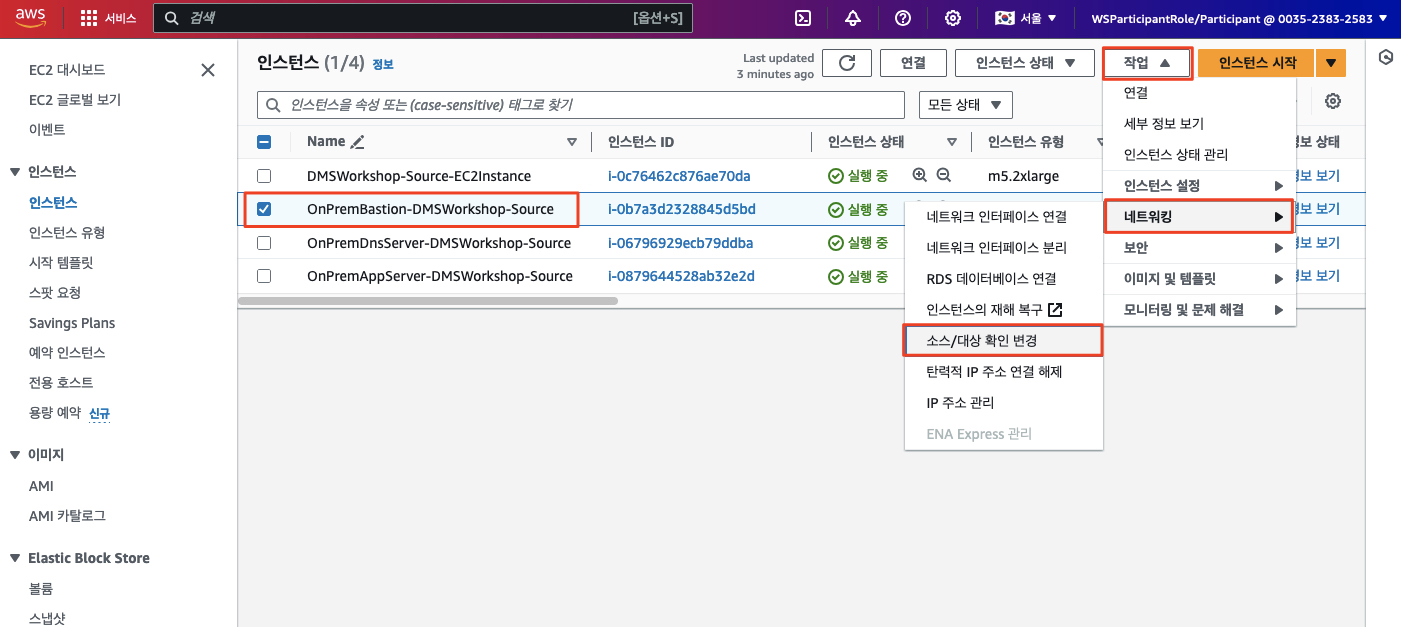 aws
서비스
검색
[옵션+S]
서울
WSParticipantRole/Participant @ 0035-2383-2583
EC2 대시보드
EC2 글로벌 보기
이벤트
인스턴스
인스턴스
인스턴스 유형
시작 템플릿
스팟 요청
Savings Plans
예약 인스턴스
전용 호스트
용량 예약 신규
이미지
AMI
AMI 카탈로그
Elastic Block Store
볼륨
스냅샷
인스턴스 (1/4) 정보
Last updated
3 minutes ago
연결
인스턴스 상태
작업
인스턴스 시작
인스턴스을 속성 또는 (case-sensitive) 태그로 찾기
모든 상태
Name
인스턴스 ID
인스턴스 상태
인스턴스 유형
상태
DMSWorkshop-Source-EC2Instance
i-0c76462c876ae70da
실행 중
m5.2xlarge
보기
OnPremBastion-DMSWorkshop-Source
i-0b7a3d2328845d5bd
실행 중
보기
OnPremDnsServer-DMSWorkshop-Source
i-06796929ecb79ddba
실행 중
보기
OnPremAppServer-DMSWorkshop-Source
i-0879644528ab32e2d
실행 중
보기
연결
세부 정보 보기
인스턴스 상태 관리
인스턴스 설정
네트워킹
보안
이미지 및 템플릿
모니터링 및 문제 해결
네트워크 인터페이스 연결
네트워크 인터페이스 분리
RDS 데이터베이스 연결
인스턴스의 재해 복구
소스/대상 확인 변경
탄력적 IP 주소 연결 해제
IP 주소 관리
ENA Express 관리